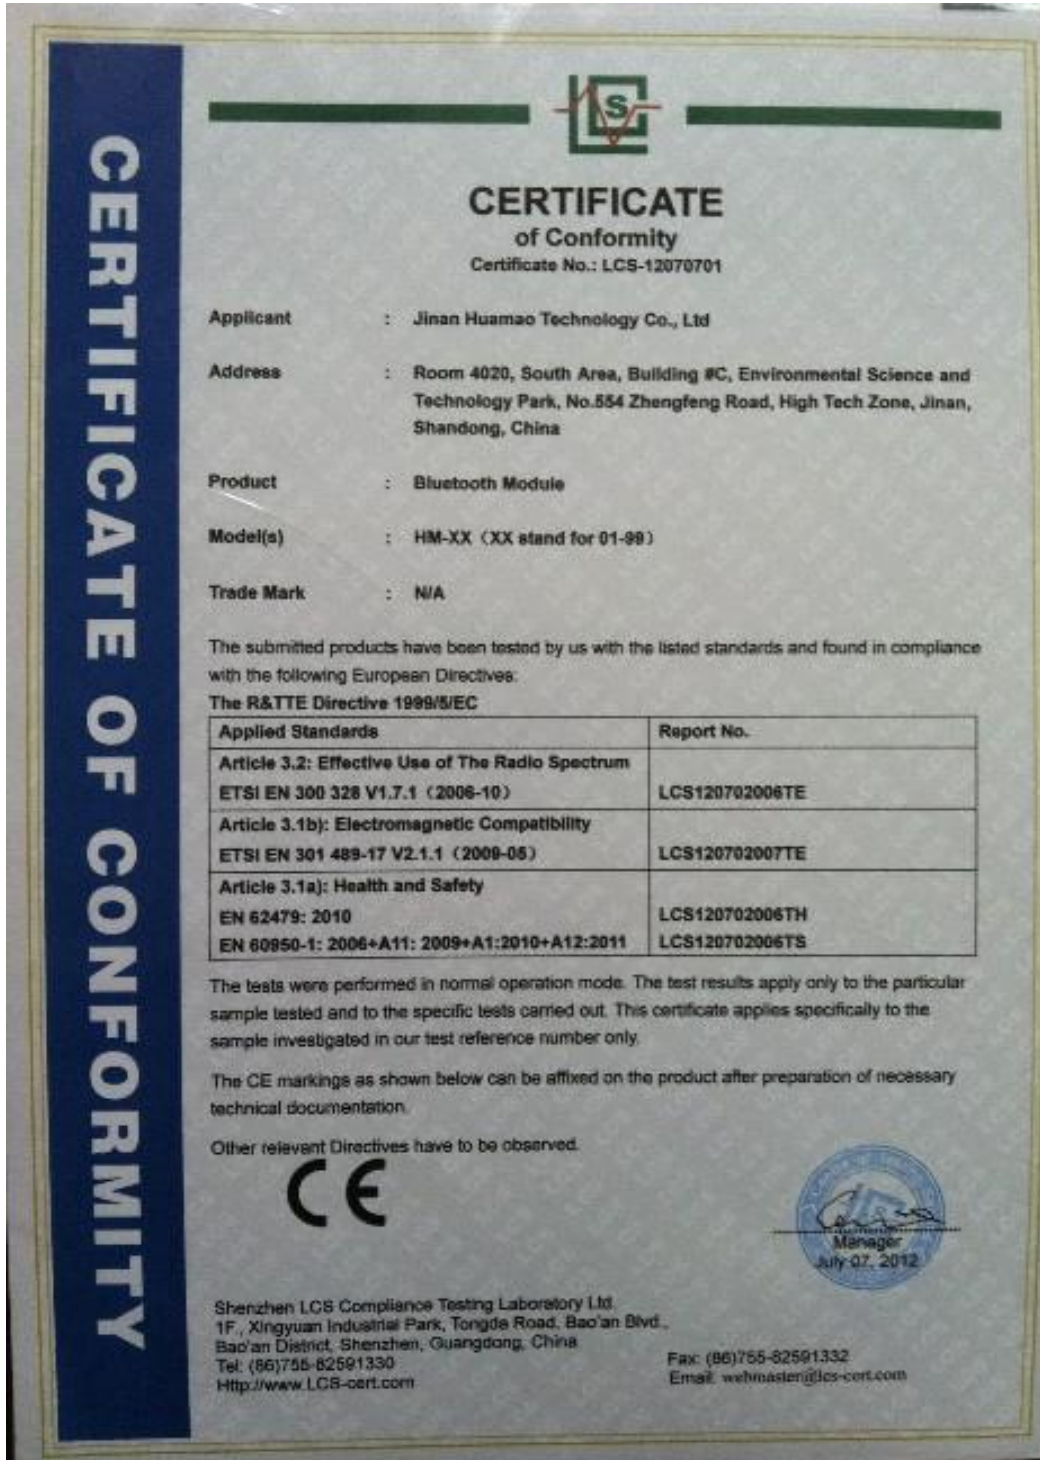 CERTIFICATE OF CONFORMITY
S
CERTIFICATE
of Conformity
Certificate No.: LCS-12070701
Applicant : Jinan Huamao Technology Co., Ltd
Address : Room 4020, South Area, Building #C, Environmental Science and
Technology Park, No.554 Zhengfeng Road, High Tech Zone, Jinan,
Shandong, China
Product : Bluetooth Module
Model(s) : HM-XX（XX stand for 01-99）
Trade Mark : N/A
The submitted products have been tested by us with the listed standards and found in compliance
with the following European Directives:
The R&TTE Directive 1999/5/EC
Applied Standards Report No.
Article 3.2: Effective Use of The Radio Spectrum
ETSI EN 300 328 V1.7.1（2006-10） LCS120702006TE
Article 3.1b): Electromagnetic Compatibility
ETSI EN 301 489-17 V2.1.1（2009-05） LCS120702007TE
Article 3.1a): Health and Safety
EN 62479: 2010 LCS120702006TH
EN 60950-1: 2006+A11: 2009+A1:2010+A12:2011 LCS120702006TS
The tests were performed in normal operation mode. The test results apply only to the particular
sample tested and to the specific tests carried out. This certificate applies specifically to the
sample investigated in our test reference number only.
The CE markings as shown below can be affixed on the product after preparation of necessary
technical documentation.
Other relevant Directives have to be observed.
CE
Manager
July 07, 2012
Shenzhen LCS Compliance Testing Laboratory Ltd.
1F., Xingyuan Industrial Park, Tongda Road, Bao'an Blvd.,
Bao'an District, Shenzhen, Guangdong, China
Tel: (86)755-82591330 Fax: (86)755-82591332
Http://www.LCS-cert.com Email: webmaster@lcs-cert.com